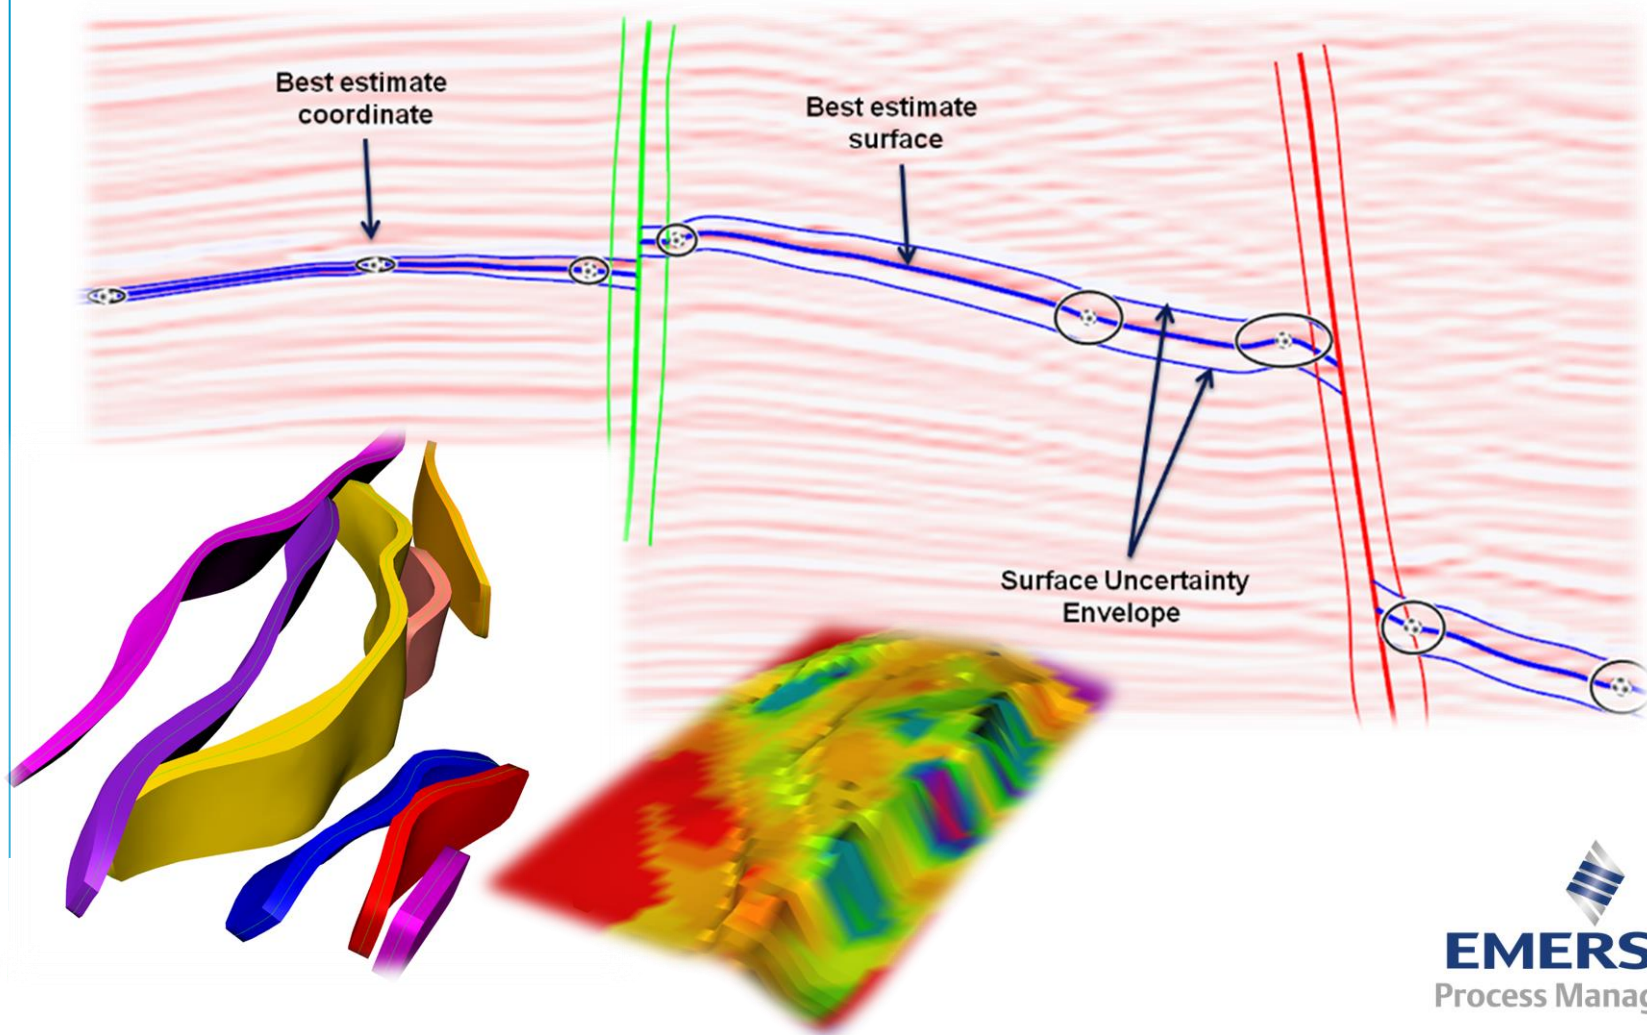 Best estimate
coordinate
Best estimate
surface
Surface Uncertainty
Envelope
EMERS
Process Manag